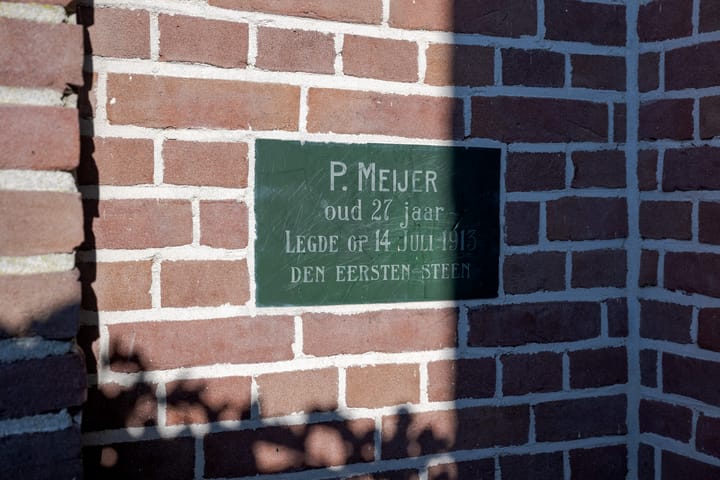 P. MEIJER
oud 27 jaar
LEGDE OP 14 JULI 1913
DEN EERSTEN STEEN